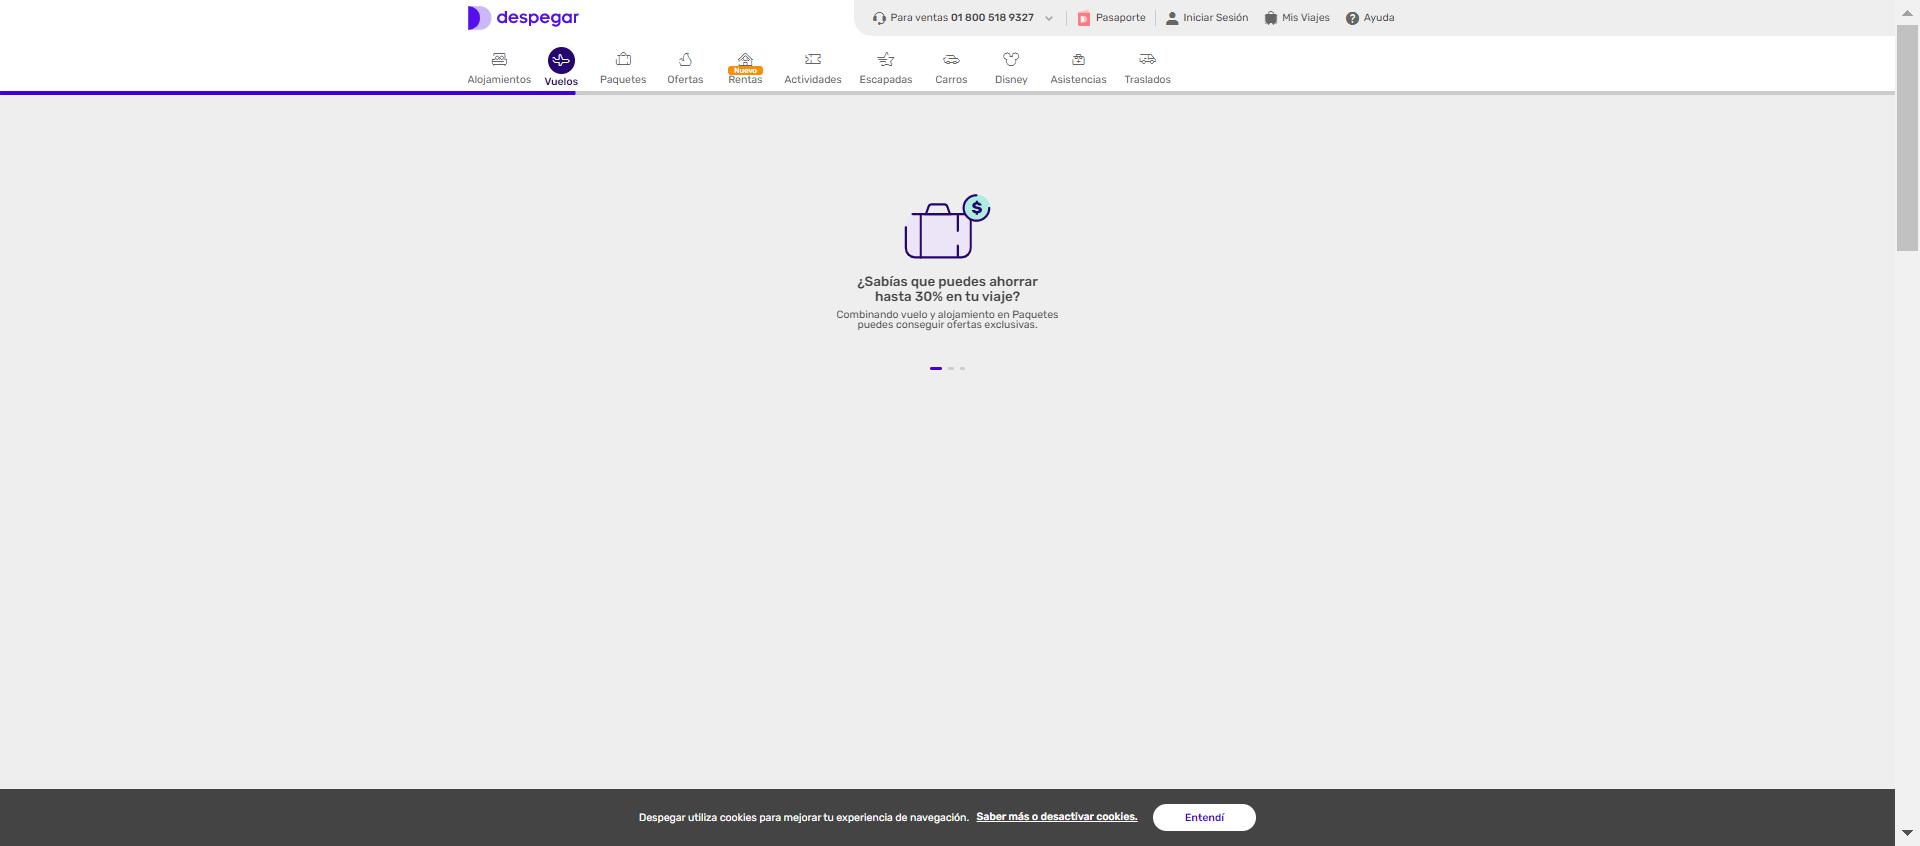 despegar
Para ventas 01 800 518 9327
Pasaporte
Iniciar Sesión
Mis Viajes
Ayuda
Alojamientos
Vuelos
Paquetes
Ofertas
Nuevo
Rentas
Actividades
Escapadas
Carros
Disney
Asistencias
Traslados
$
¿Sabías que puedes ahorrar
hasta 30% en tu viaje?
Combinando vuelo y alojamiento en Paquetes
puedes conseguir ofertas exclusivas.
Despegar utiliza cookies para mejorar tu experiencia de navegación. Saber más o desactivar cookies. Entendí